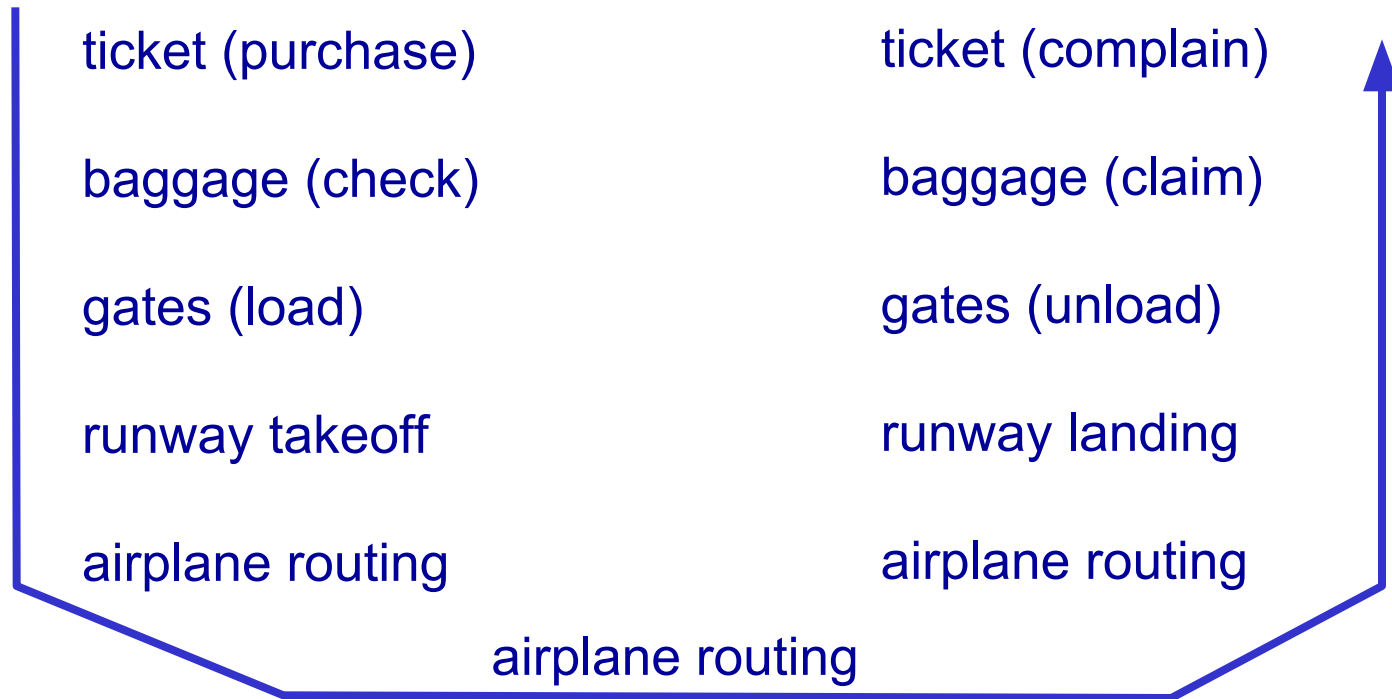 ticket (purchase)
baggage (check)
gates (load)
runway takeoff
airplane routing
ticket (complain)
baggage (claim)
gates (unload)
runway landing
airplane routing
airplane routing